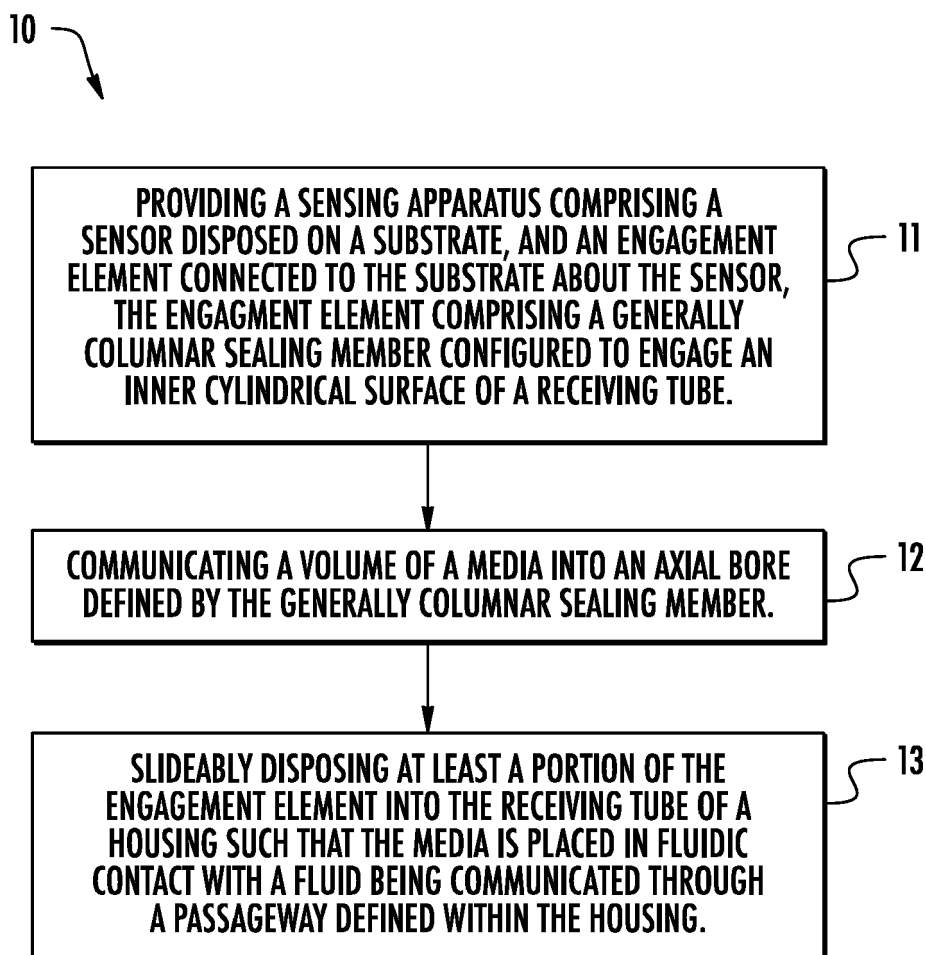 10
PROVIDING A SENSING APPARATUS COMPRISING A
SENSOR DISPOSED ON A SUBSTRATE, AND AN ENGAGEMENT
ELEMENT CONNECTED TO THE SUBSTRATE ABOUT THE SENSOR,
THE ENGAGMENT ELEMENT COMPRISING A GENERALLY
COLUMNAR SEALING MEMBER CONFIGURED TO ENGAGE AN
INNER CYLINDRICAL SURFACE OF A RECEIVING TUBE.
11
COMMUNICATING A VOLUME OF A MEDIA INTO AN AXIAL BORE
DEFINED BY THE GENERALLY COLUMNAR SEALING MEMBER.
12
SLIDEABLY DISPOSING AT LEAST A PORTION OF THE
ENGAGEMENT ELEMENT INTO THE RECEIVING TUBE OF A
HOUSING SUCH THAT THE MEDIA IS PLACED IN FLUIDIC
CONTACT WITH A FLUID BEING COMMUNICATED THROUGH
A PASSAGEWAY DEFINED WITHIN THE HOUSING.
13